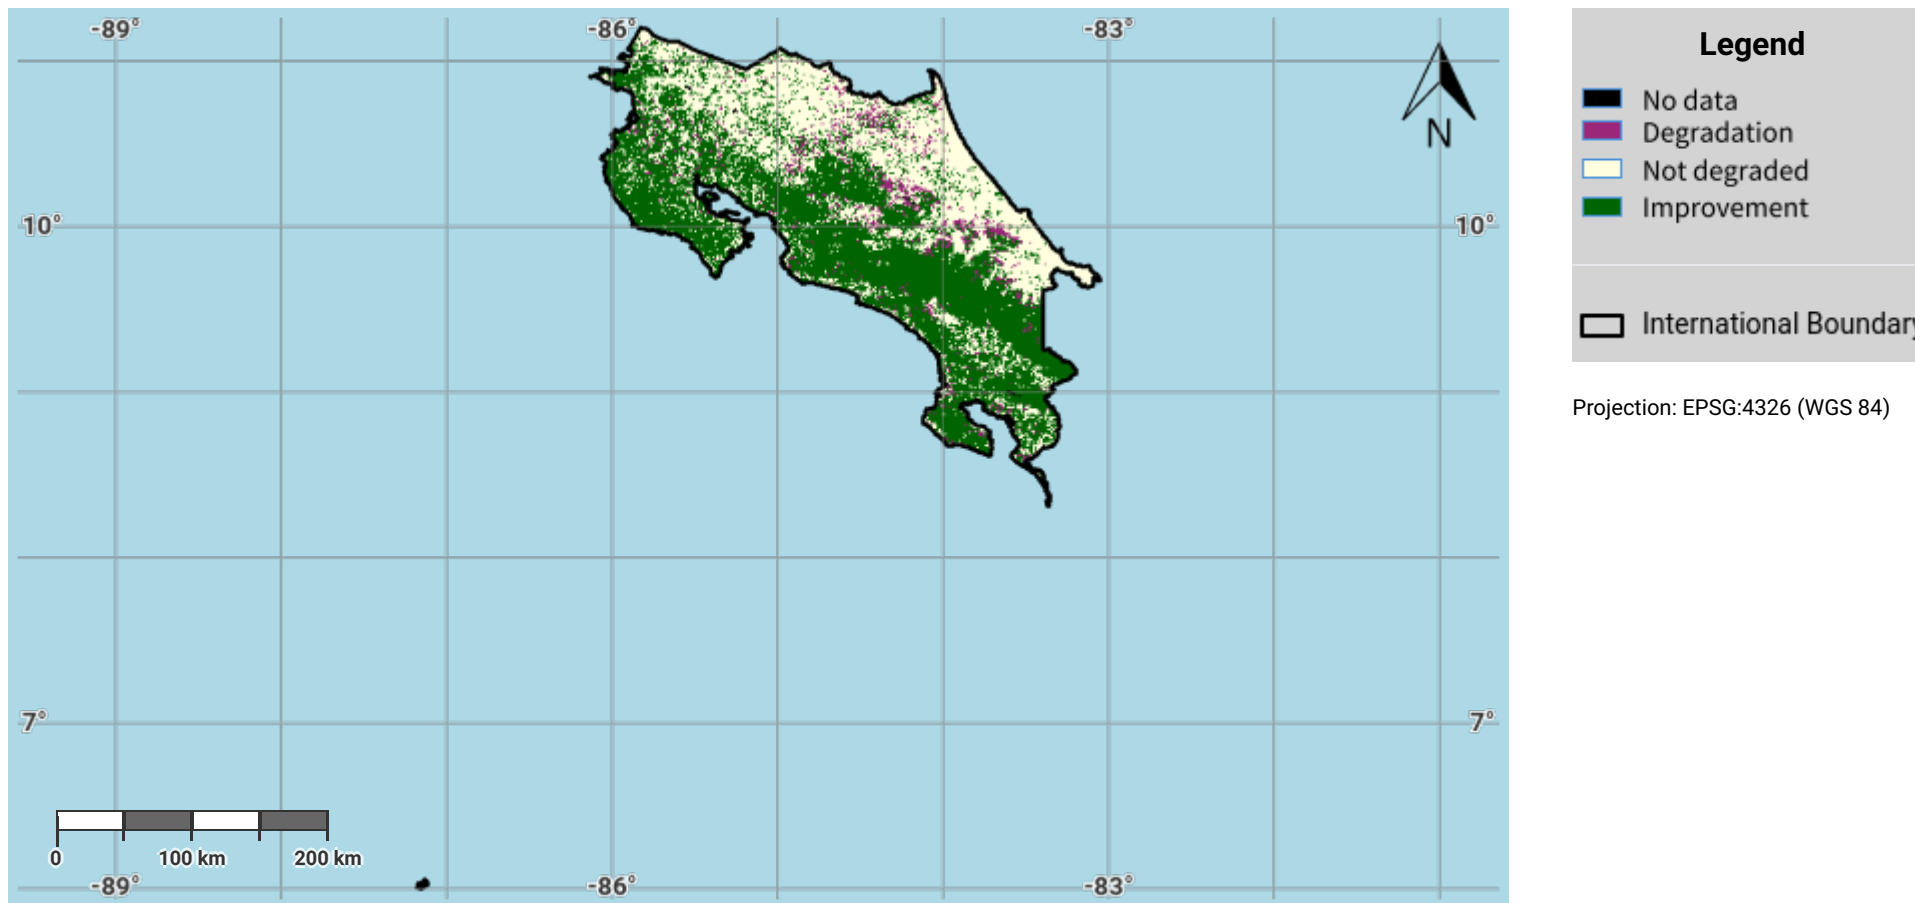 -89° -86° -83°
10° 10°
7° 7°
0 100 km 200 km
-89° -86° -83°
N
Legend
No data
Degradation
Not degraded
Improvement
International Boundary
Projection: EPSG:4326 (WGS 84)